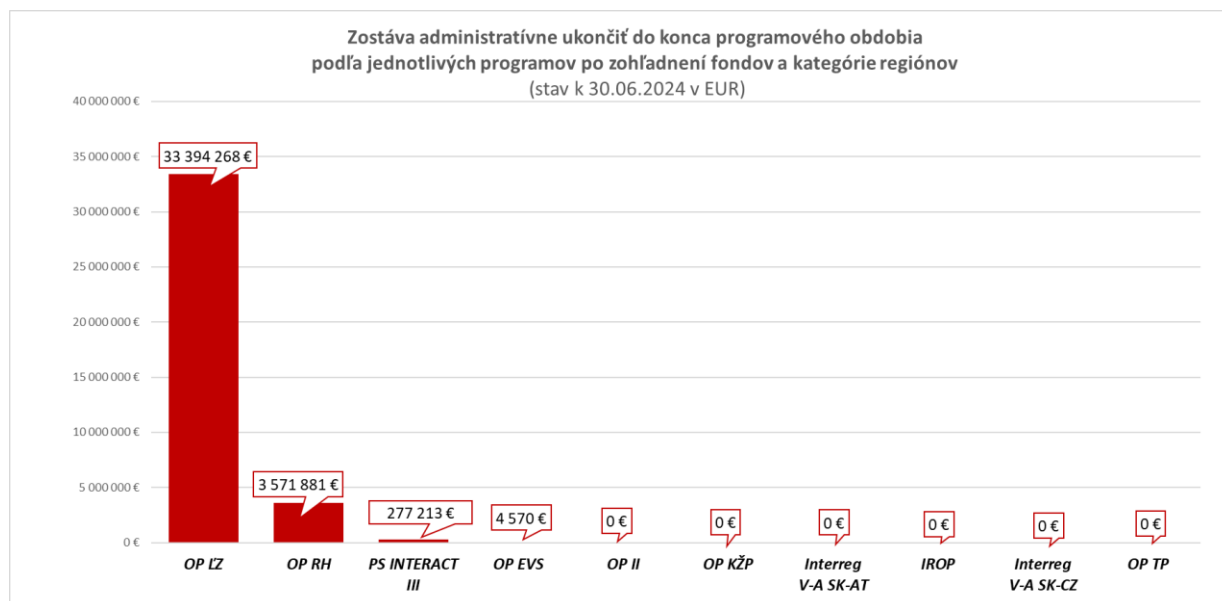 Zostáva administratívne ukončiť do konca programového obdobia
podľa jednotlivých programov po zohľadnení fondov a kategórie regiónov
(stav k 30.06.2024 v EUR)
40 000 000 €
35 000 000 €
30 000 000 €
25 000 000 €
20 000 000 €
15 000 000 €
10 000 000 €
5 000 000 €
0 €
33 394 268 €
3 571 881 €
277 213 €
4 570 €
0 €
0 €
0 €
0 €
0 €
0 €
OP ĽZ
OP RH
PS INTERACT
III
OP EVS
OP II
OP KŽP
Interreg
V-A SK-AT
IROP
Interreg
V-A SK-CZ
OP TP